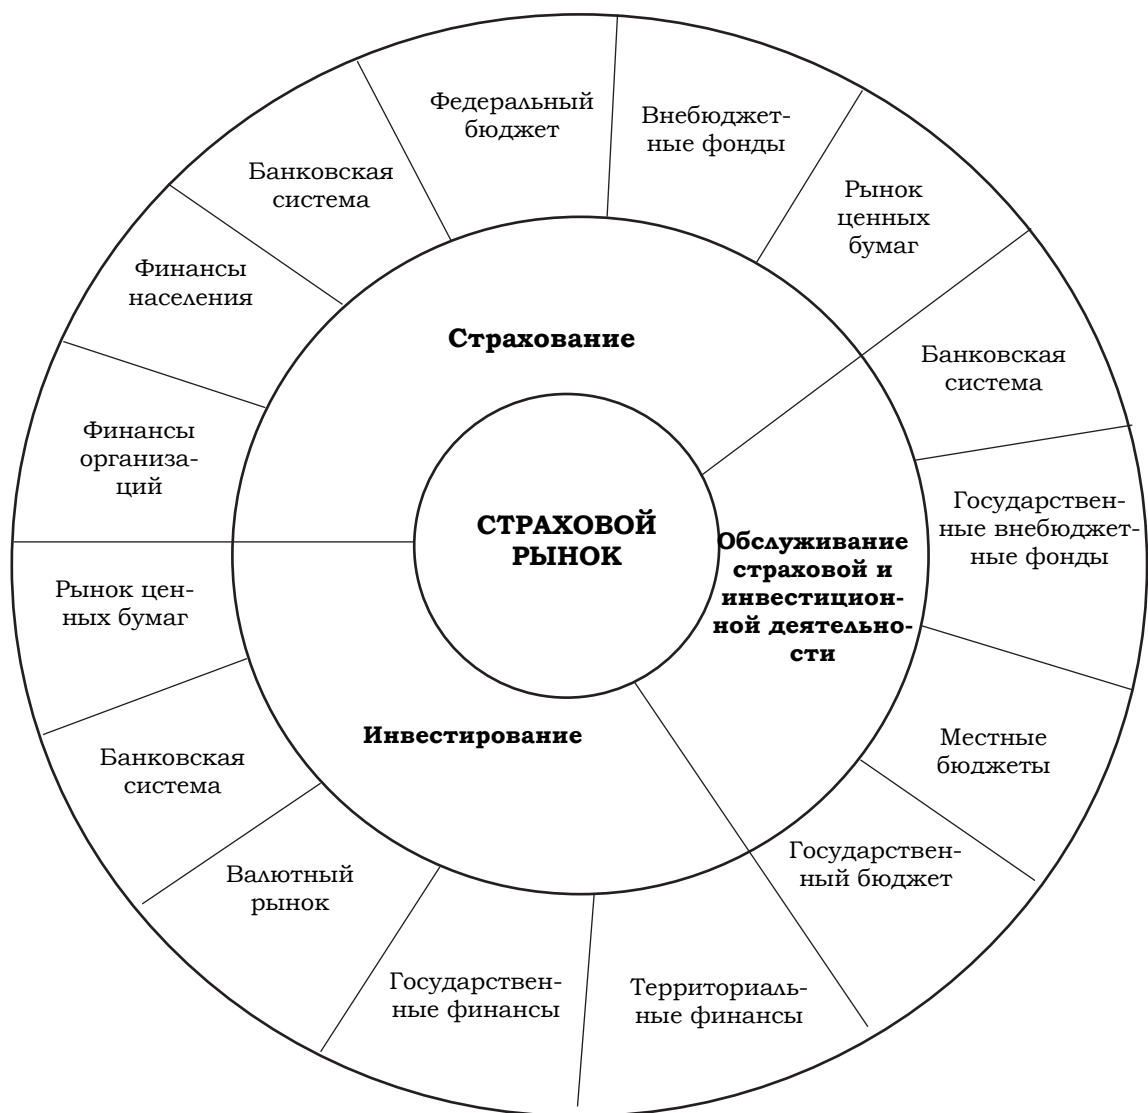 Федеральный
бюджет
Внебюджет-
ные фонды
Банковская
система
Рынок
ценных
бумаг
Финансы
населения
Страхование
Банковская
система
Финансы
организа-
ций
СТРАХОВОЙ
РЫНОК
Государствен-
ные внебюджет-
ные фонды
Обслуживание
страховой и
инвестицион-
ной деятельно-
сти
Рынок цен-
ных бумаг
Инвестирование
Местные
бюджеты
Банковская
система
Государствен-
ный бюджет
Валютный
рынок
Государствен-
ные финансы
Территориаль-
ные финансы